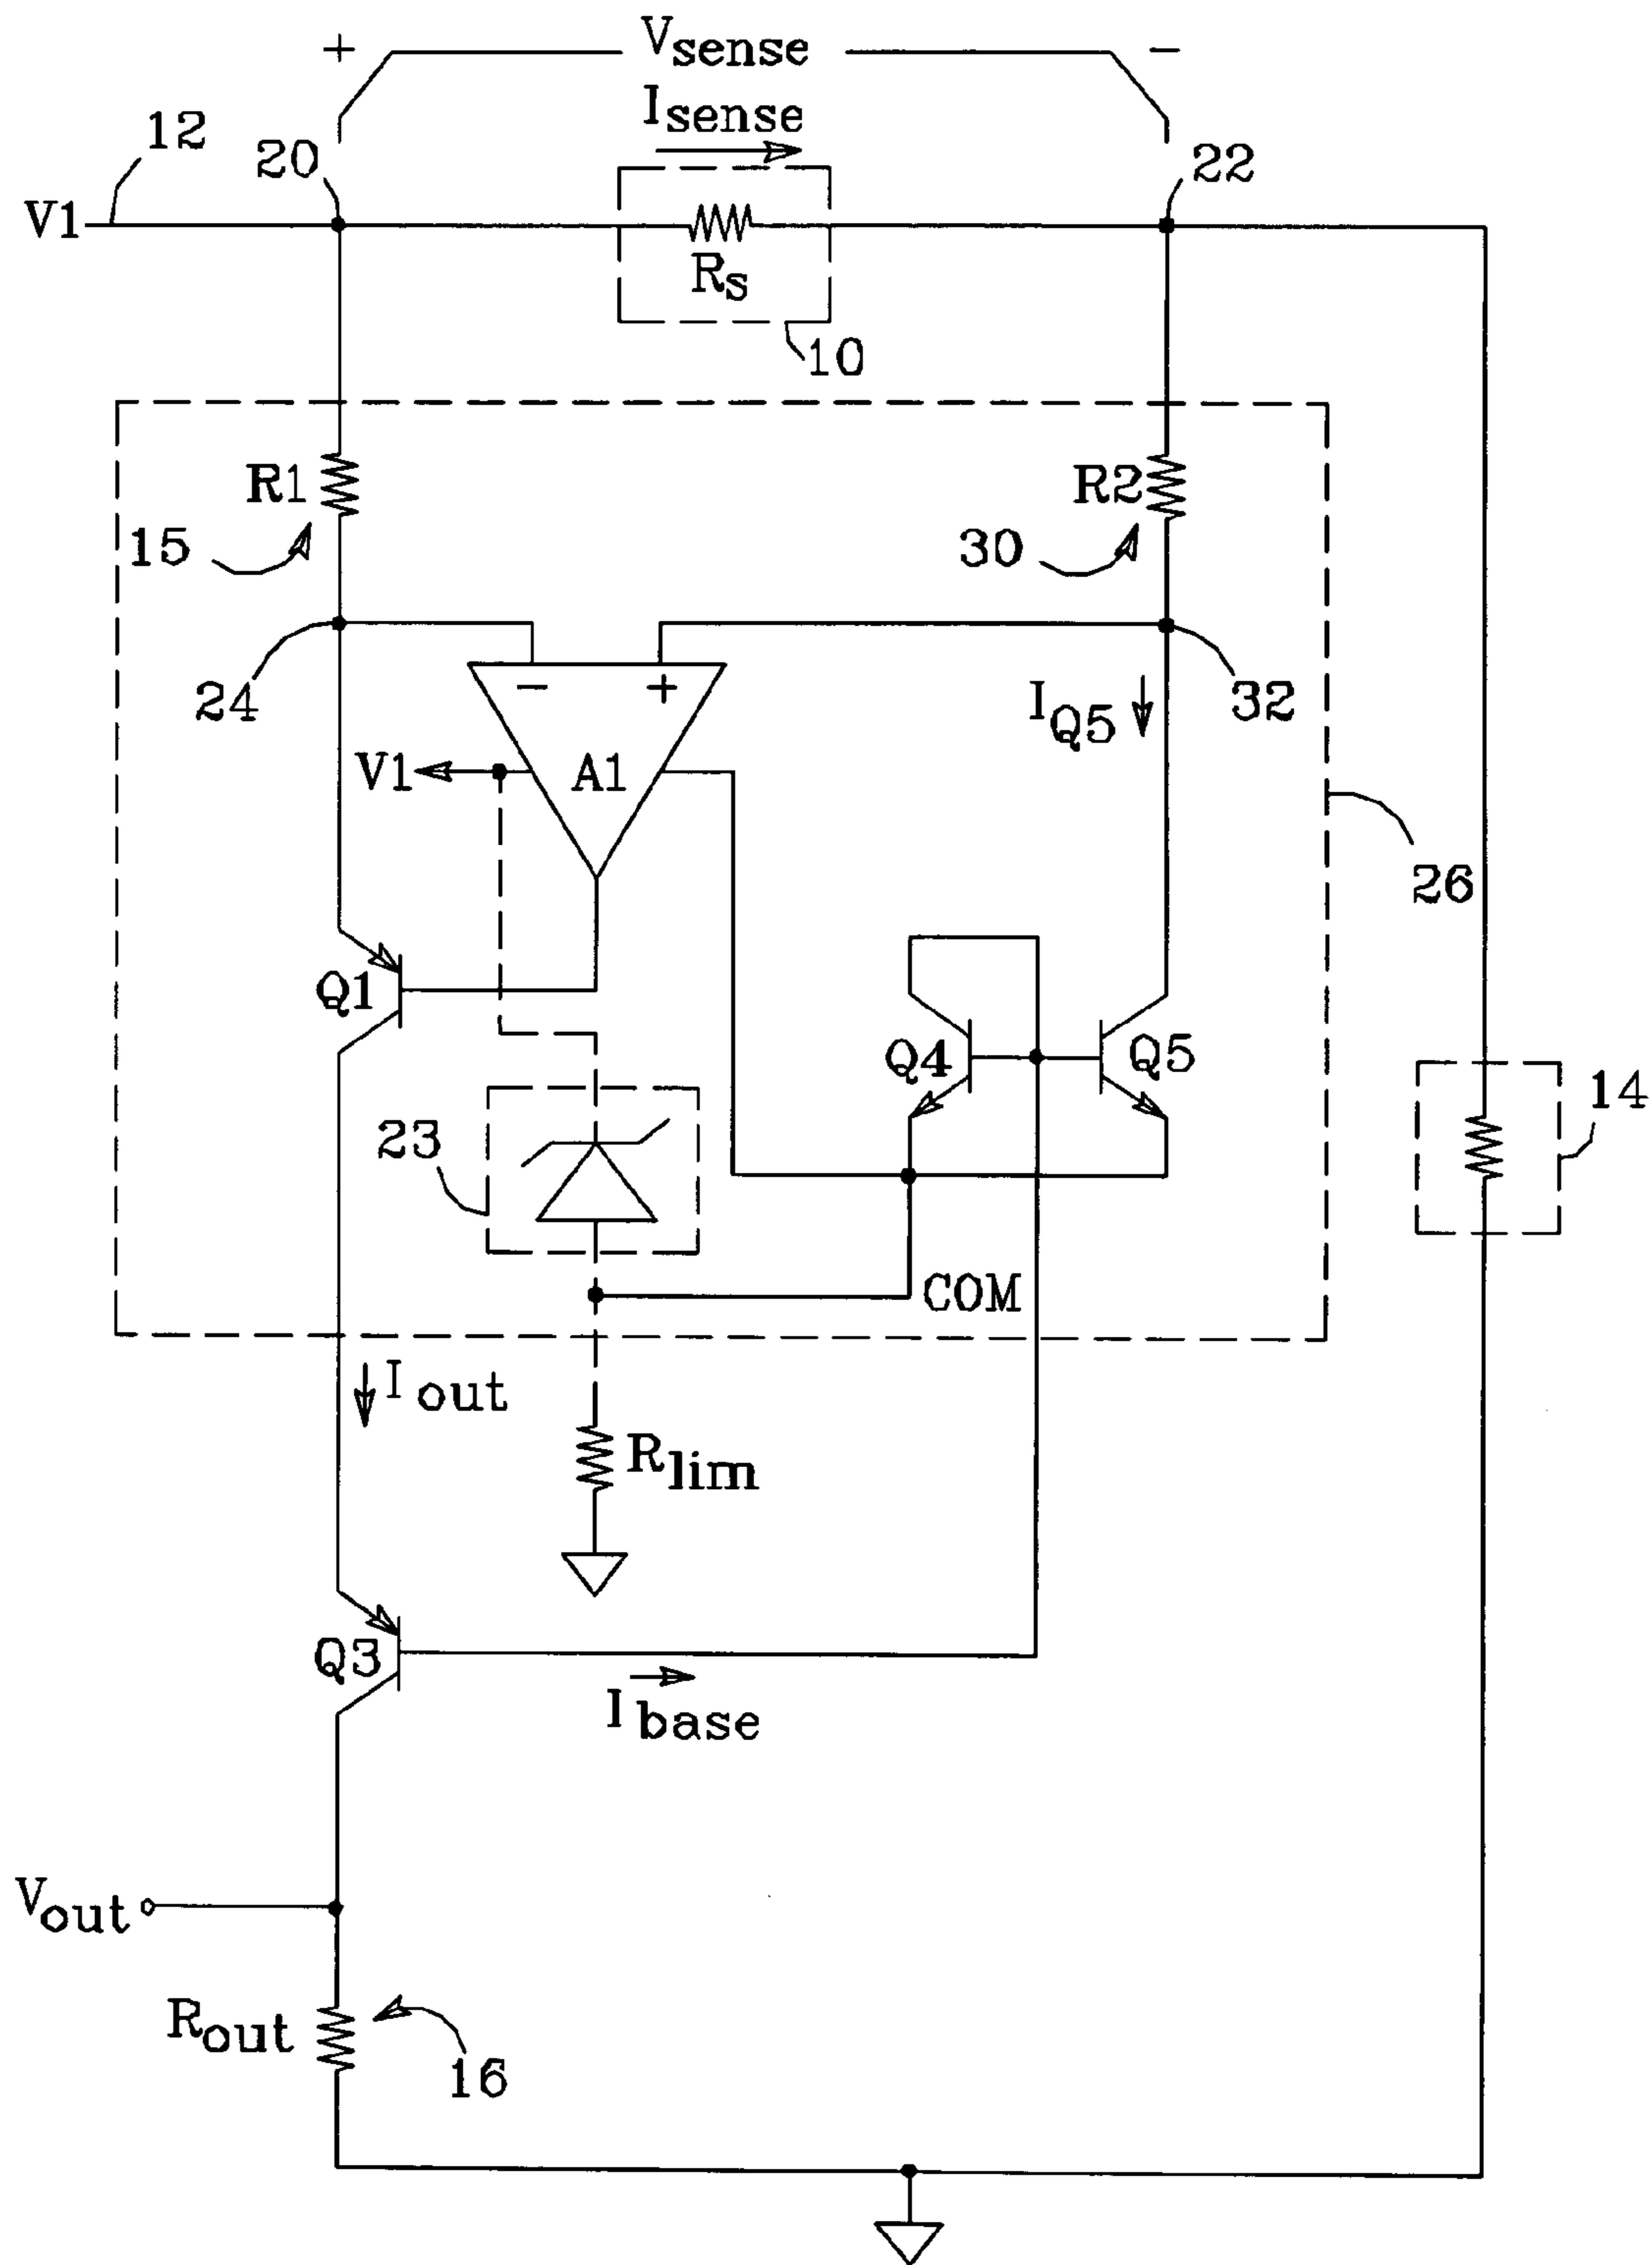 + Vsense −
Isense
12
20
22
V1
Rs
10
R1
R2
15
30
24
− +
32
IQ5
V1
A1
26
Q1
Q4
Q5
14
23
COM
Iout
Rlim
Q3
Ibase
Vout
Rout
16